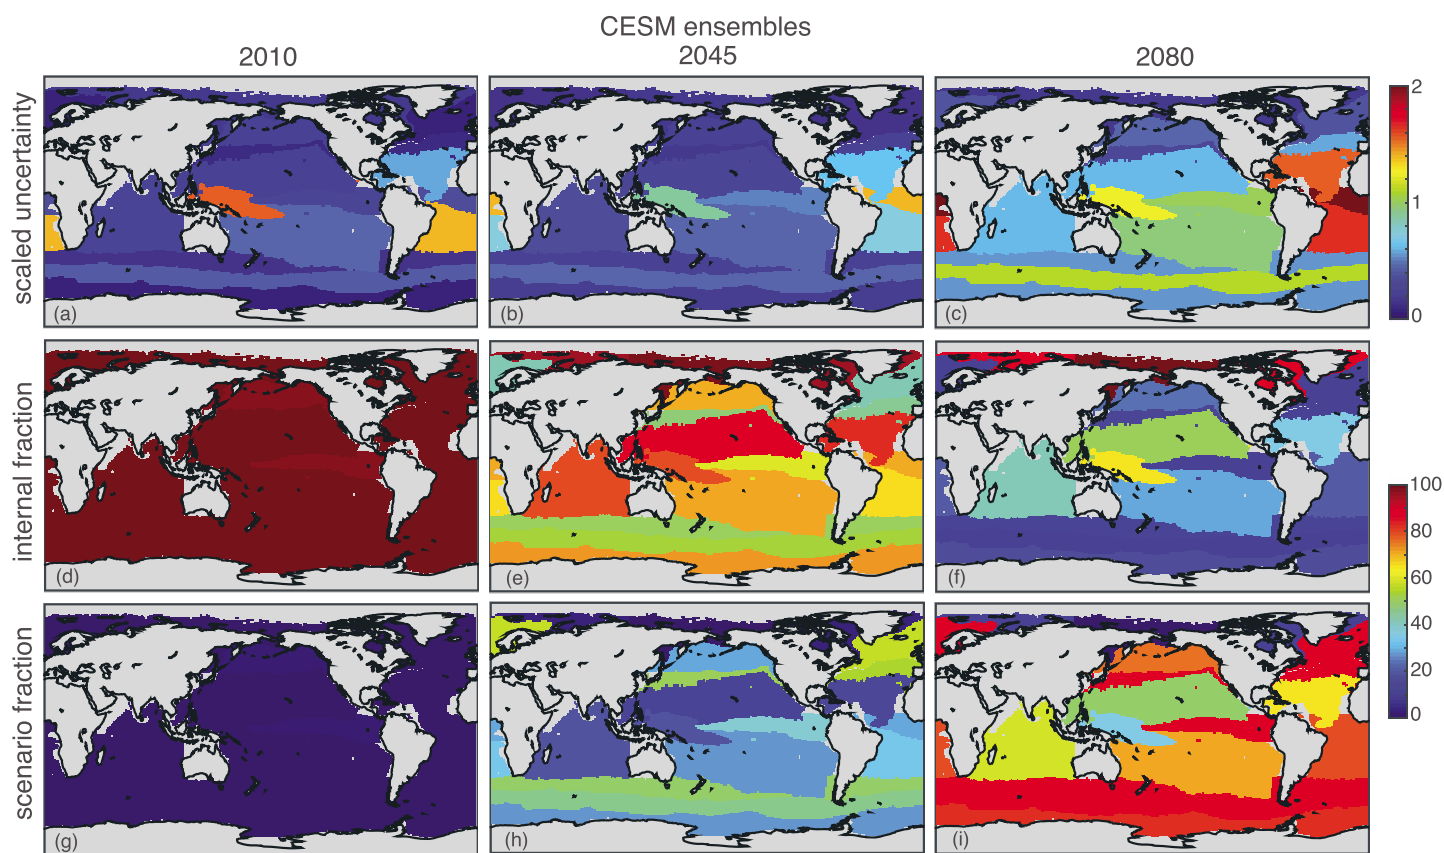 CESM ensembles
2010 2045 2080
scaled uncertainty
(a) (b) (c)
2
1
0
internal fraction
(d) (e) (f)
100
80
60
40
20
0
scenario fraction
(g) (h) (i)